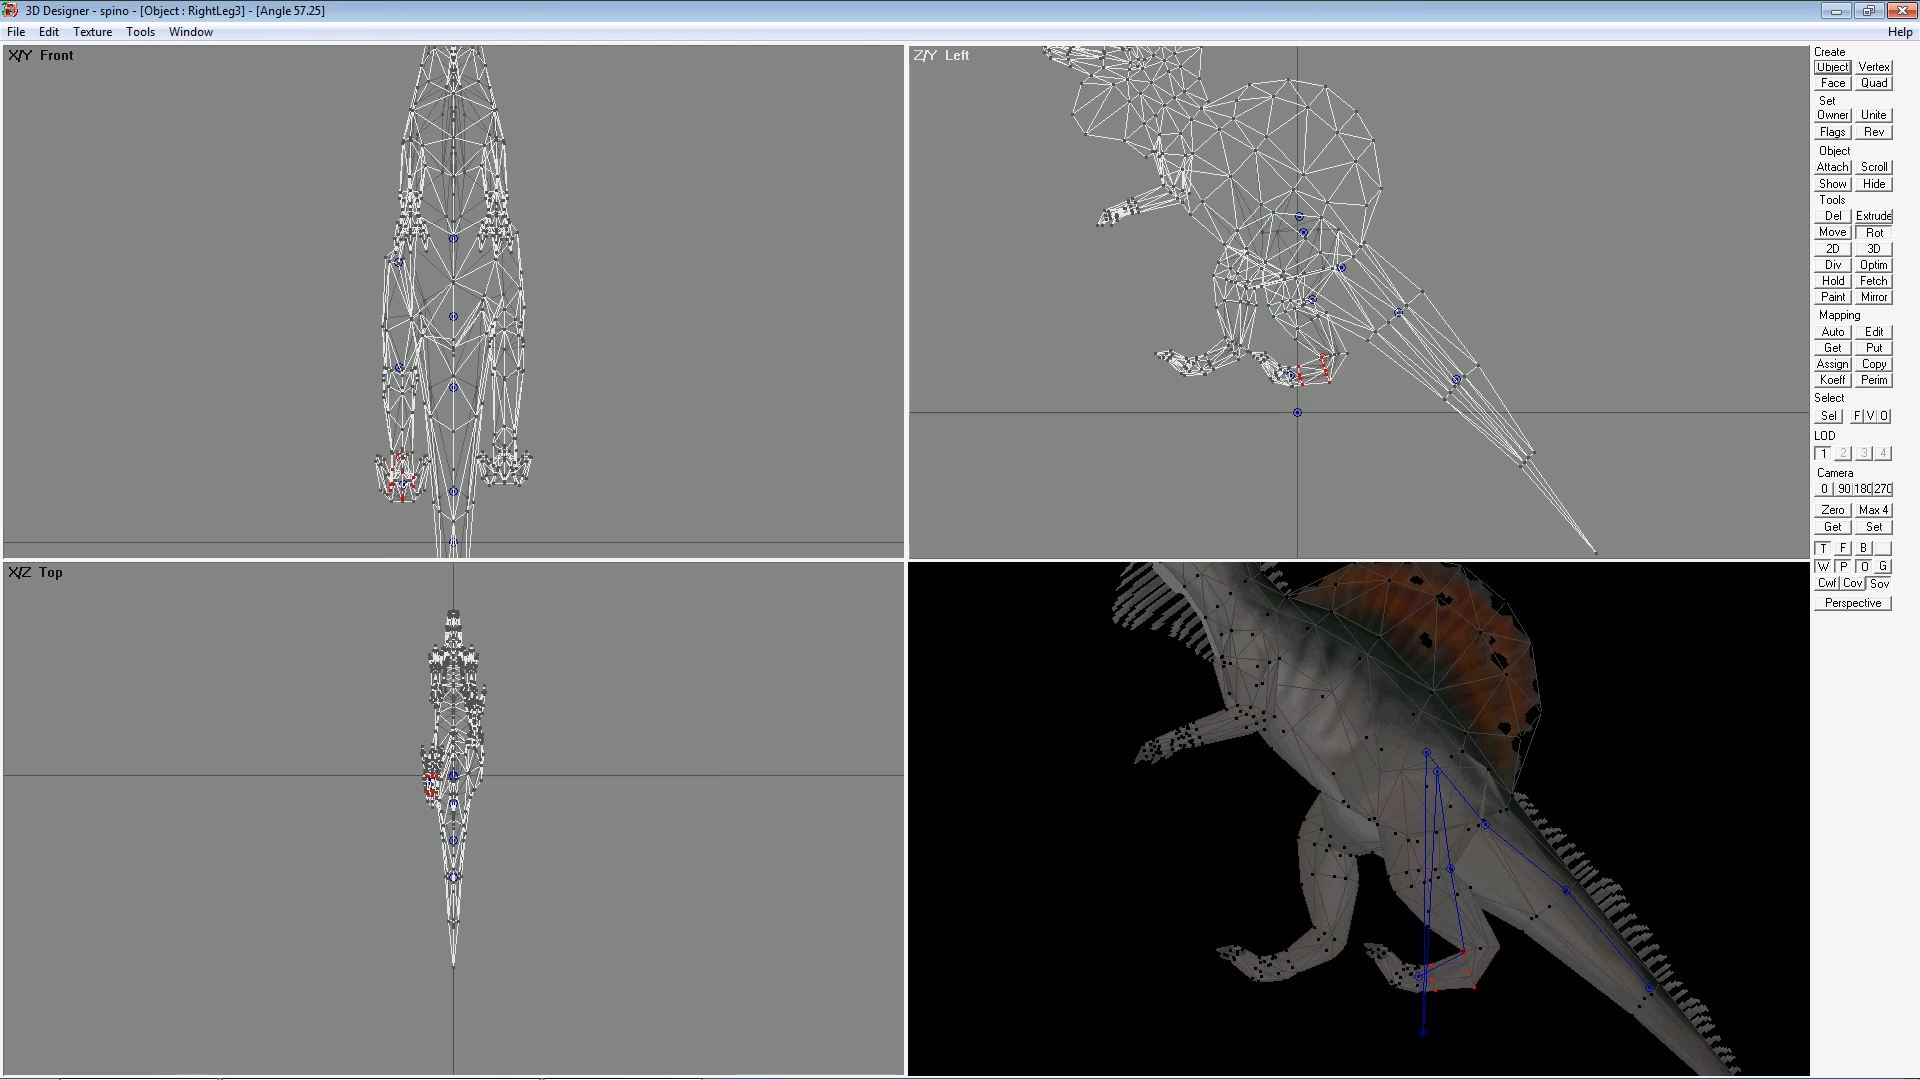 3D Designer - spino - [Object : RightLeg3] - [Angle 57.25]
File Edit Texture Tools Window Help
X/Y Front
Z/Y Left
X/Z Top
Create
Object Vertex
Face Quad
Set
Owner Unite
Flags Rev
Object
Attach Scroll
Show Hide
Tools
Del Extrude
Move Rot
2D 3D
Div Optim
Hold Fetch
Paint Mirror
Mapping
Auto Edit
Get Put
Assign Copy
Koeff Perim
Select
Sel F V O
LOD
1 2 3 4
Camera
0 90 180 270
Zero Max 4
Get Set
T F B
W P O G
Cwf Cov Sov
Perspective